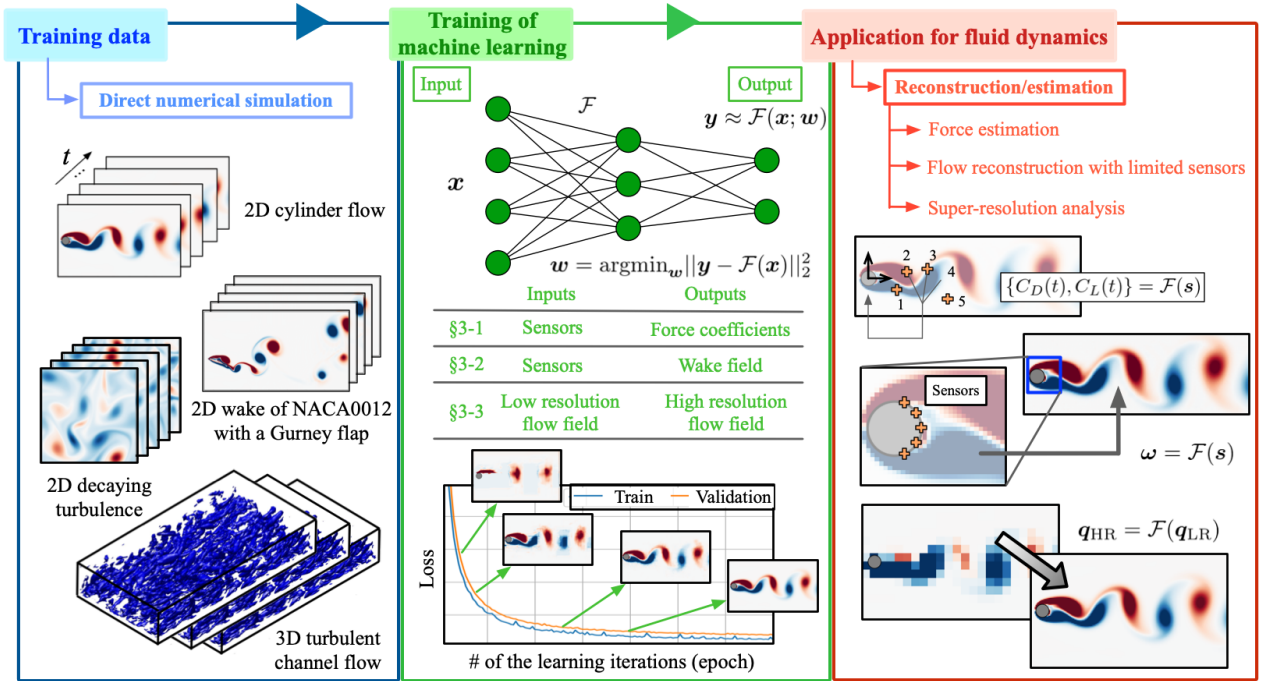 Training data
Direct numerical simulation
t
2D cylinder flow
2D wake of NACA0012
with a Gurney flap
2D decaying
turbulence
3D turbulent
channel flow
Training of
machine learning
Input
Output
ℱ
y ≈ ℱ(x; w)
x
w = argmin_w||y − ℱ(x)||₂²
Inputs Outputs
§3-1 Sensors Force coefficients
§3-2 Sensors Wake field
§3-3 Low resolution flow field High resolution flow field
Train Validation
Loss
# of the learning iterations (epoch)
Application for fluid dynamics
Reconstruction/estimation
Force estimation
Flow reconstruction with limited sensors
Super-resolution analysis
2 3
4
1 5
{C_D(t), C_L(t)} = ℱ(s)
Sensors
ω = ℱ(s)
q_HR = ℱ(q_LR)